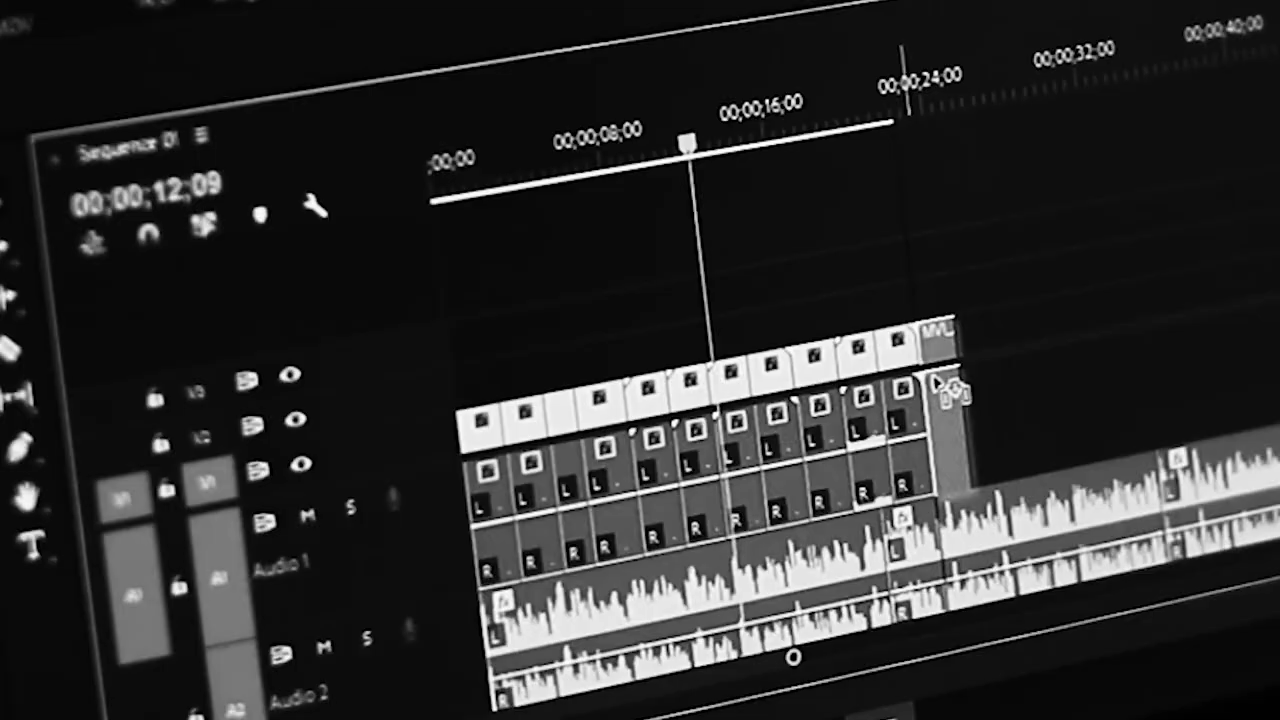 00;00;08;00
00;00;16;00
00;00;24;00
00;00;32;00
00;00;40;00
;00;00
Sequence 01
00;00;12;09
V3
V2
V1 V1
M S
Audio 1
A1 A1
M S
Audio 2
A2
T
MVI
L L L L L L L L L L L
R R R R R R R R R R R
L L L
R R R